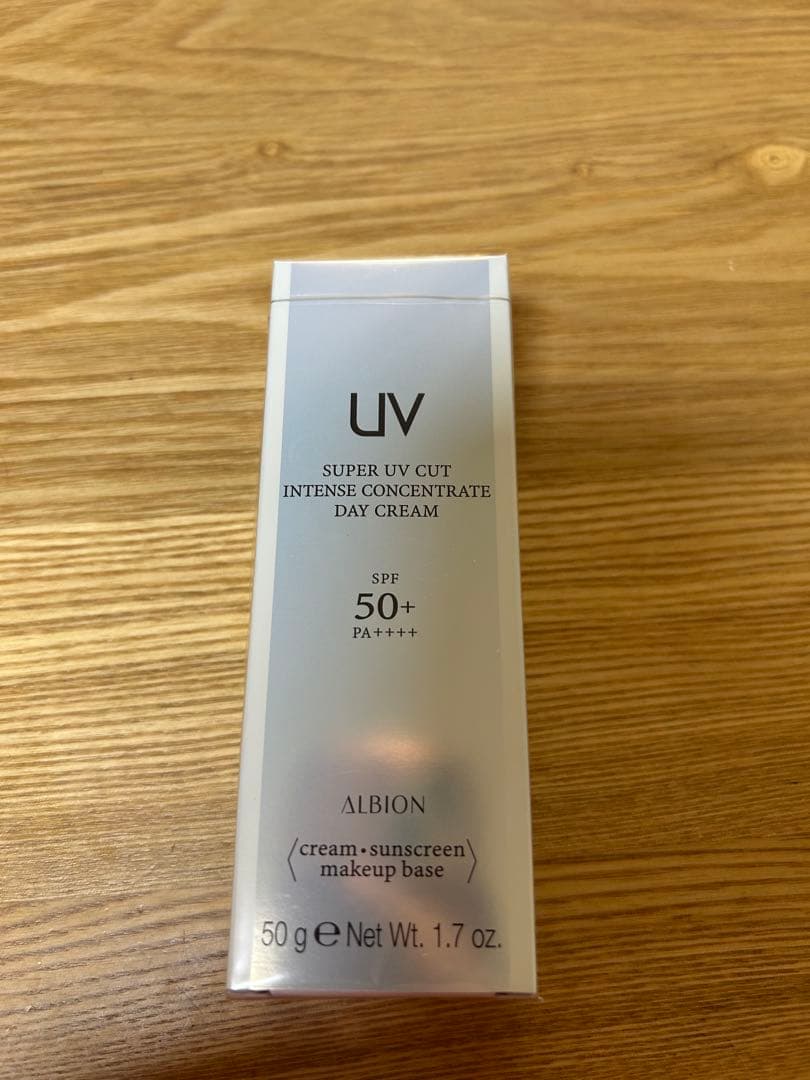 UV
SUPER UV CUT
INTENSE CONCENTRATE
DAY CREAM
SPF
50+
PA++++
ALBION
〈cream・sunscreen
makeup base〉
50 g ℮ Net Wt. 1.7 oz.